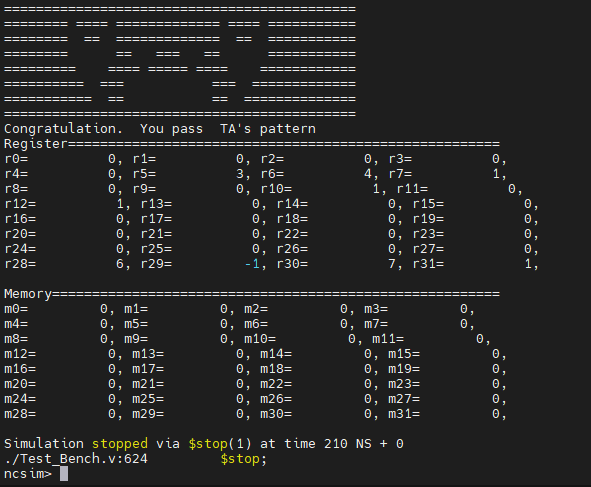 ============================================
======== ==== ============== ==== ==========
========  ==  =============  ==  ===========
========      ==   ===   ==      ===========
=========    ==== ===== ====    ============
==========  ===           ===  =============
===========  ==           ==  ==============
============================================
Congratulation.  You pass  TA's pattern
Register======================================================
r0=          0, r1=          0, r2=          0, r3=          0,
r4=          0, r5=          3, r6=          4, r7=          1,
r8=          0, r9=          0, r10=          1, r11=          0,
r12=          1, r13=          0, r14=          0, r15=          0,
r16=          0, r17=          0, r18=          0, r19=          0,
r20=          0, r21=          0, r22=          0, r23=          0,
r24=          0, r25=          0, r26=          0, r27=          0,
r28=          6, r29=         -1, r30=          7, r31=          1,
Memory========================================================
m0=          0, m1=          0, m2=          0, m3=          0,
m4=          0, m5=          0, m6=          0, m7=          0,
m8=          0, m9=          0, m10=          0, m11=          0,
m12=          0, m13=          0, m14=          0, m15=          0,
m16=          0, m17=          0, m18=          0, m19=          0,
m20=          0, m21=          0, m22=          0, m23=          0,
m24=          0, m25=          0, m26=          0, m27=          0,
m28=          0, m29=          0, m30=          0, m31=          0,
Simulation stopped via $stop(1) at time 210 NS + 0
./Test_Bench.v:624         $stop;
ncsim>